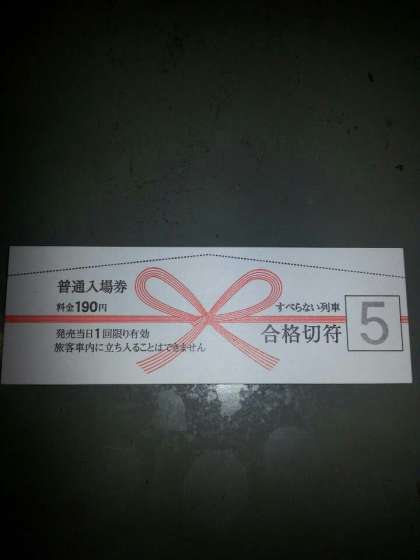 普通入場券
料金190円
発売当日1回限り有効
旅客車内に立ち入ることはできません
すべらない列車
合格切符
5